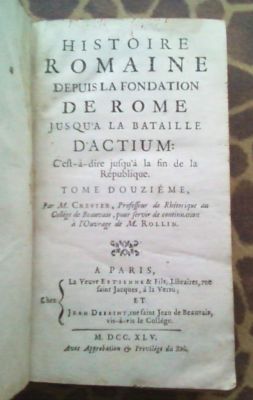 HISTOIRE
ROMAINE
DEPUIS LA FONDATION
DE ROME
JUSQU'A LA BATAILLE
D'ACTIUM:
C'est-à-dire jusqu'à la fin de la
République.
TOME DOUZIÉME,
Par M. CREVIER, Professeur de Rhétorique au
Collège de Beauvais, pour servir de continuation
à l'Ouvrage de M. ROLLIN.
A PARIS,
La Veuve ESTIENNE & Fils, Libraires, rue
saint Jacques, à la Vertu,
Chez
ET
JEAN DESAINT, rue saint Jean de Beauvais,
vis-à-vis le Collége.
M. DCC. XLV.
Avec Approbation & Privilége du Roi.